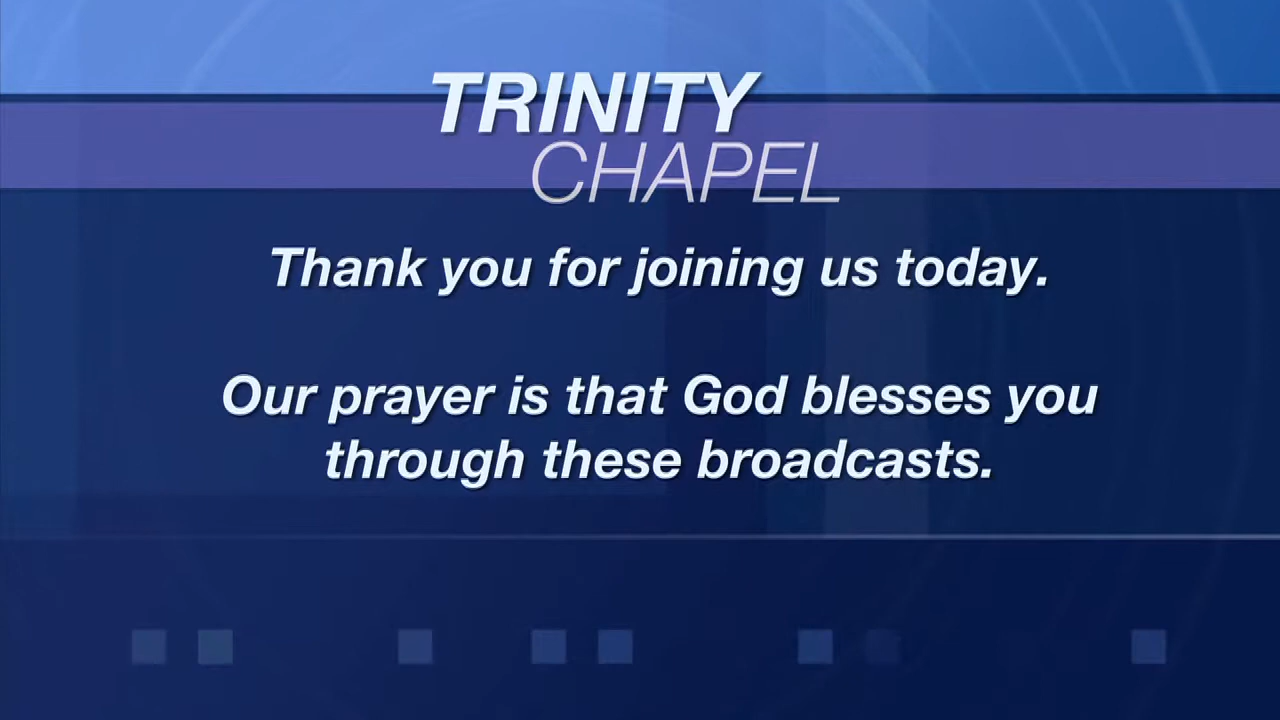 TRINITY
CHAPEL
Thank you for joining us today.
Our prayer is that God blesses you
through these broadcasts.